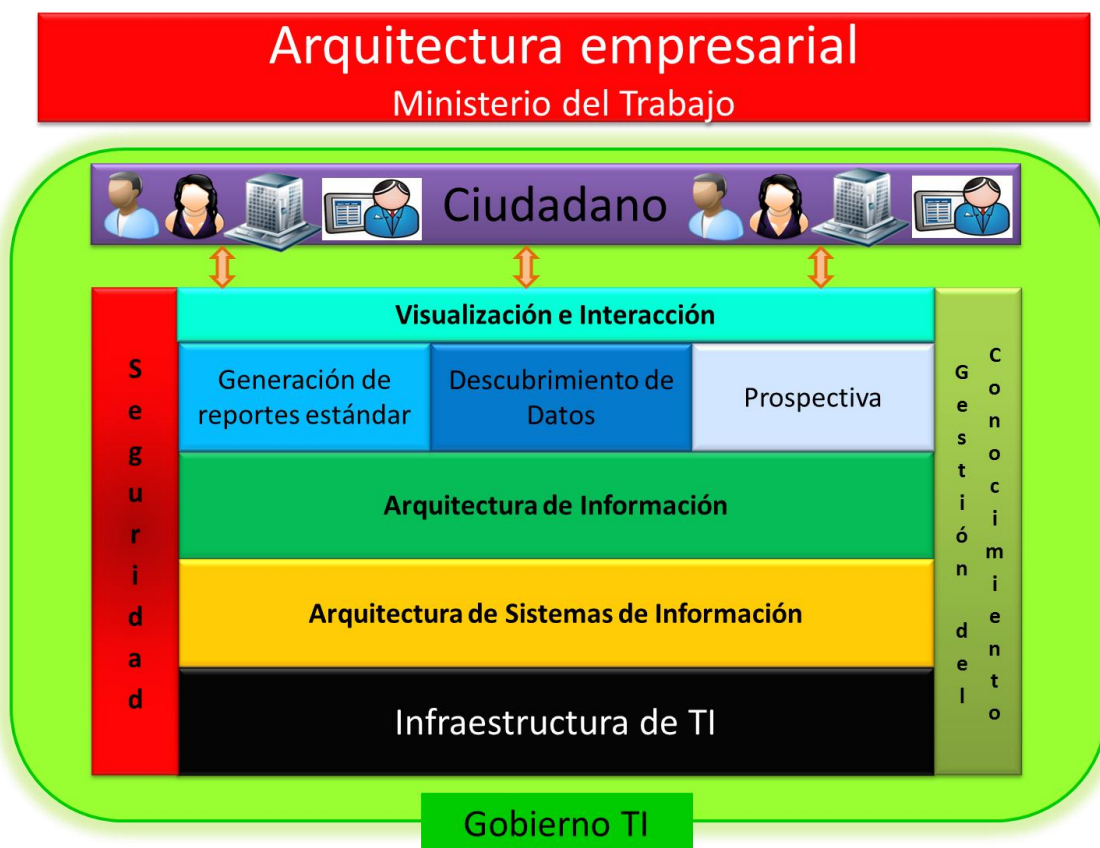 Arquitectura empresarial
Ministerio del Trabajo
Ciudadano
Visualización e Interacción
Seguridad
Generación de
reportes estándar
Descubrimiento de
Datos
Prospectiva
Gestión del
Conocimiento
Arquitectura de Información
Arquitectura de Sistemas de Información
Infraestructura de TI
Gobierno TI